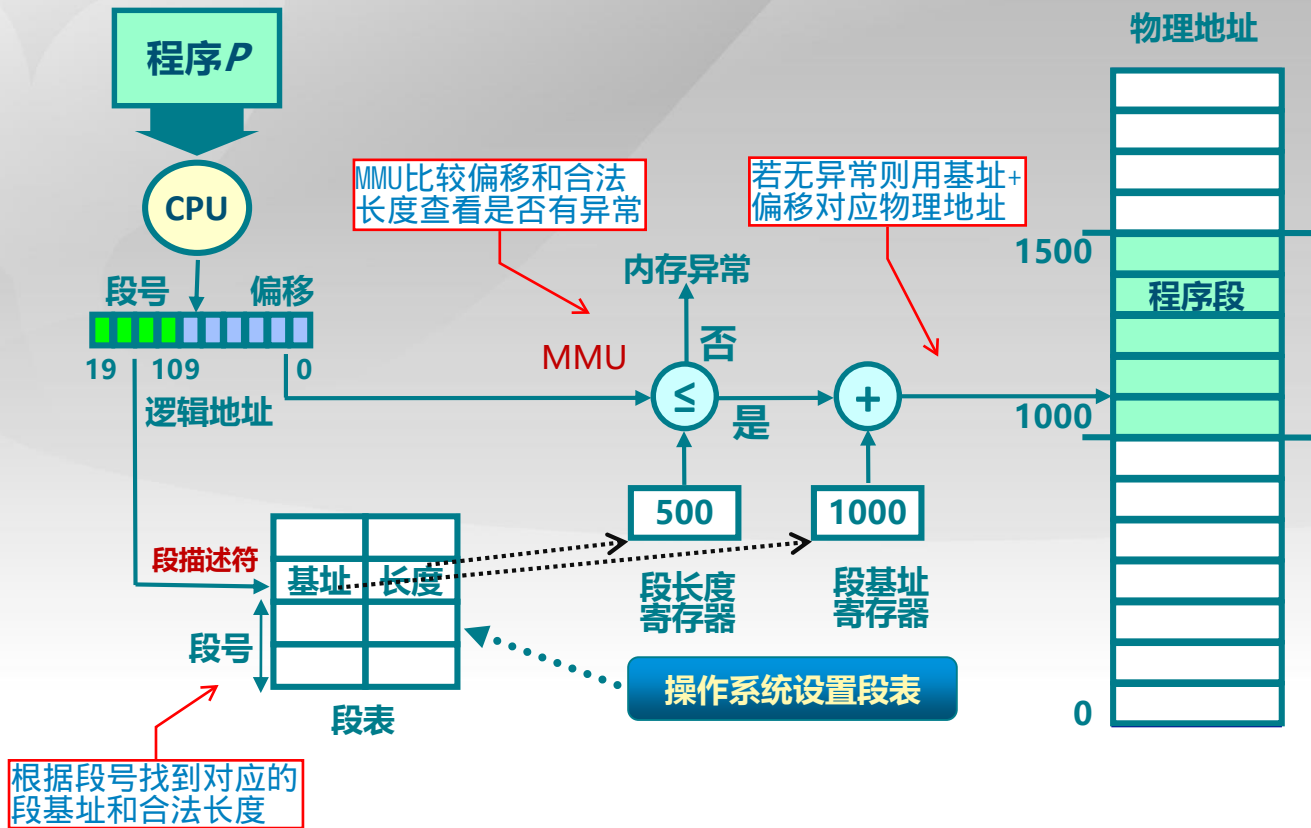 物理地址
程序P
CPU
MMU比较偏移和合法
长度查看是否有异常
若无异常则用基址+
偏移对应物理地址
1500
内存异常
段号
偏移
程序段
否
MMU
19
109
0
≤
是
+
1000
逻辑地址
500
1000
段描述符
基址
长度
段长度
寄存器
段基址
寄存器
段号
操作系统设置段表
段表
0
根据段号找到对应的
段基址和合法长度